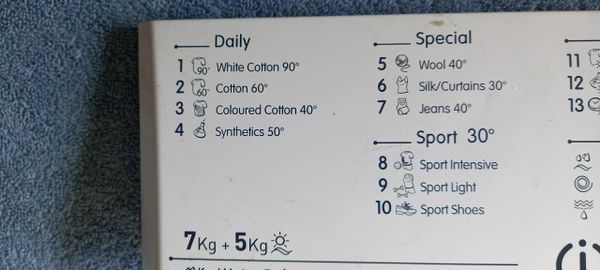 Daily
1 90° White Cotton 90°
2 60° Cotton 60°
3 Coloured Cotton 40°
4 Synthetics 50°
7Kg + 5Kg
Special
5 Wool 40°
6 Silk/Curtains 30°
7 Jeans 40°
Sport 30°
8 Sport Intensive
9 Sport Light
10 Sport Shoes
11
12
13